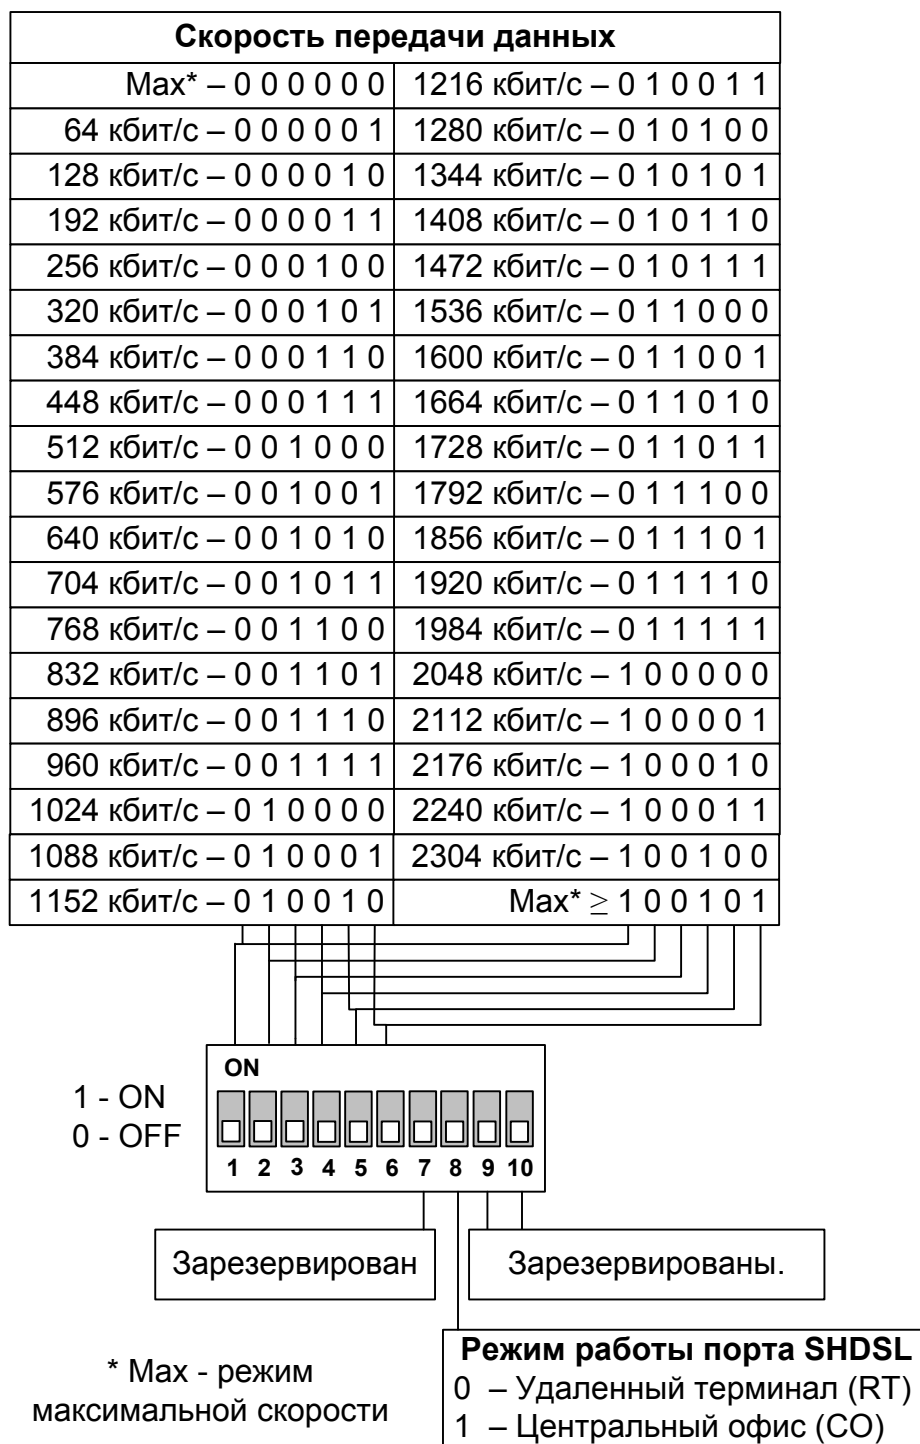 Скорость передачи данных
Max* – 0 0 0 0 0 0 1216 кбит/с – 0 1 0 0 1 1
64 кбит/с – 0 0 0 0 0 1 1280 кбит/с – 0 1 0 1 0 0
128 кбит/с – 0 0 0 0 1 0 1344 кбит/с – 0 1 0 1 0 1
192 кбит/с – 0 0 0 0 1 1 1408 кбит/с – 0 1 0 1 1 0
256 кбит/с – 0 0 0 1 0 0 1472 кбит/с – 0 1 0 1 1 1
320 кбит/с – 0 0 0 1 0 1 1536 кбит/с – 0 1 1 0 0 0
384 кбит/с – 0 0 0 1 1 0 1600 кбит/с – 0 1 1 0 0 1
448 кбит/с – 0 0 0 1 1 1 1664 кбит/с – 0 1 1 0 1 0
512 кбит/с – 0 0 1 0 0 0 1728 кбит/с – 0 1 1 0 1 1
576 кбит/с – 0 0 1 0 0 1 1792 кбит/с – 0 1 1 1 0 0
640 кбит/с – 0 0 1 0 1 0 1856 кбит/с – 0 1 1 1 0 1
704 кбит/с – 0 0 1 0 1 1 1920 кбит/с – 0 1 1 1 1 0
768 кбит/с – 0 0 1 1 0 0 1984 кбит/с – 0 1 1 1 1 1
832 кбит/с – 0 0 1 1 0 1 2048 кбит/с – 1 0 0 0 0 0
896 кбит/с – 0 0 1 1 1 0 2112 кбит/с – 1 0 0 0 0 1
960 кбит/с – 0 0 1 1 1 1 2176 кбит/с – 1 0 0 0 1 0
1024 кбит/с – 0 1 0 0 0 0 2240 кбит/с – 1 0 0 0 1 1
1088 кбит/с – 0 1 0 0 0 1 2304 кбит/с – 1 0 0 1 0 0
1152 кбит/с – 0 1 0 0 1 0 Max* ≥ 1 0 0 1 0 1
ON
1 - ON
0 - OFF
1 2 3 4 5 6 7 8 9 10
Зарезервирован
Зарезервированы.
* Max - режим
максимальной скорости
Режим работы порта SHDSL
0 – Удаленный терминал (RT)
1 – Центральный офис (CO)